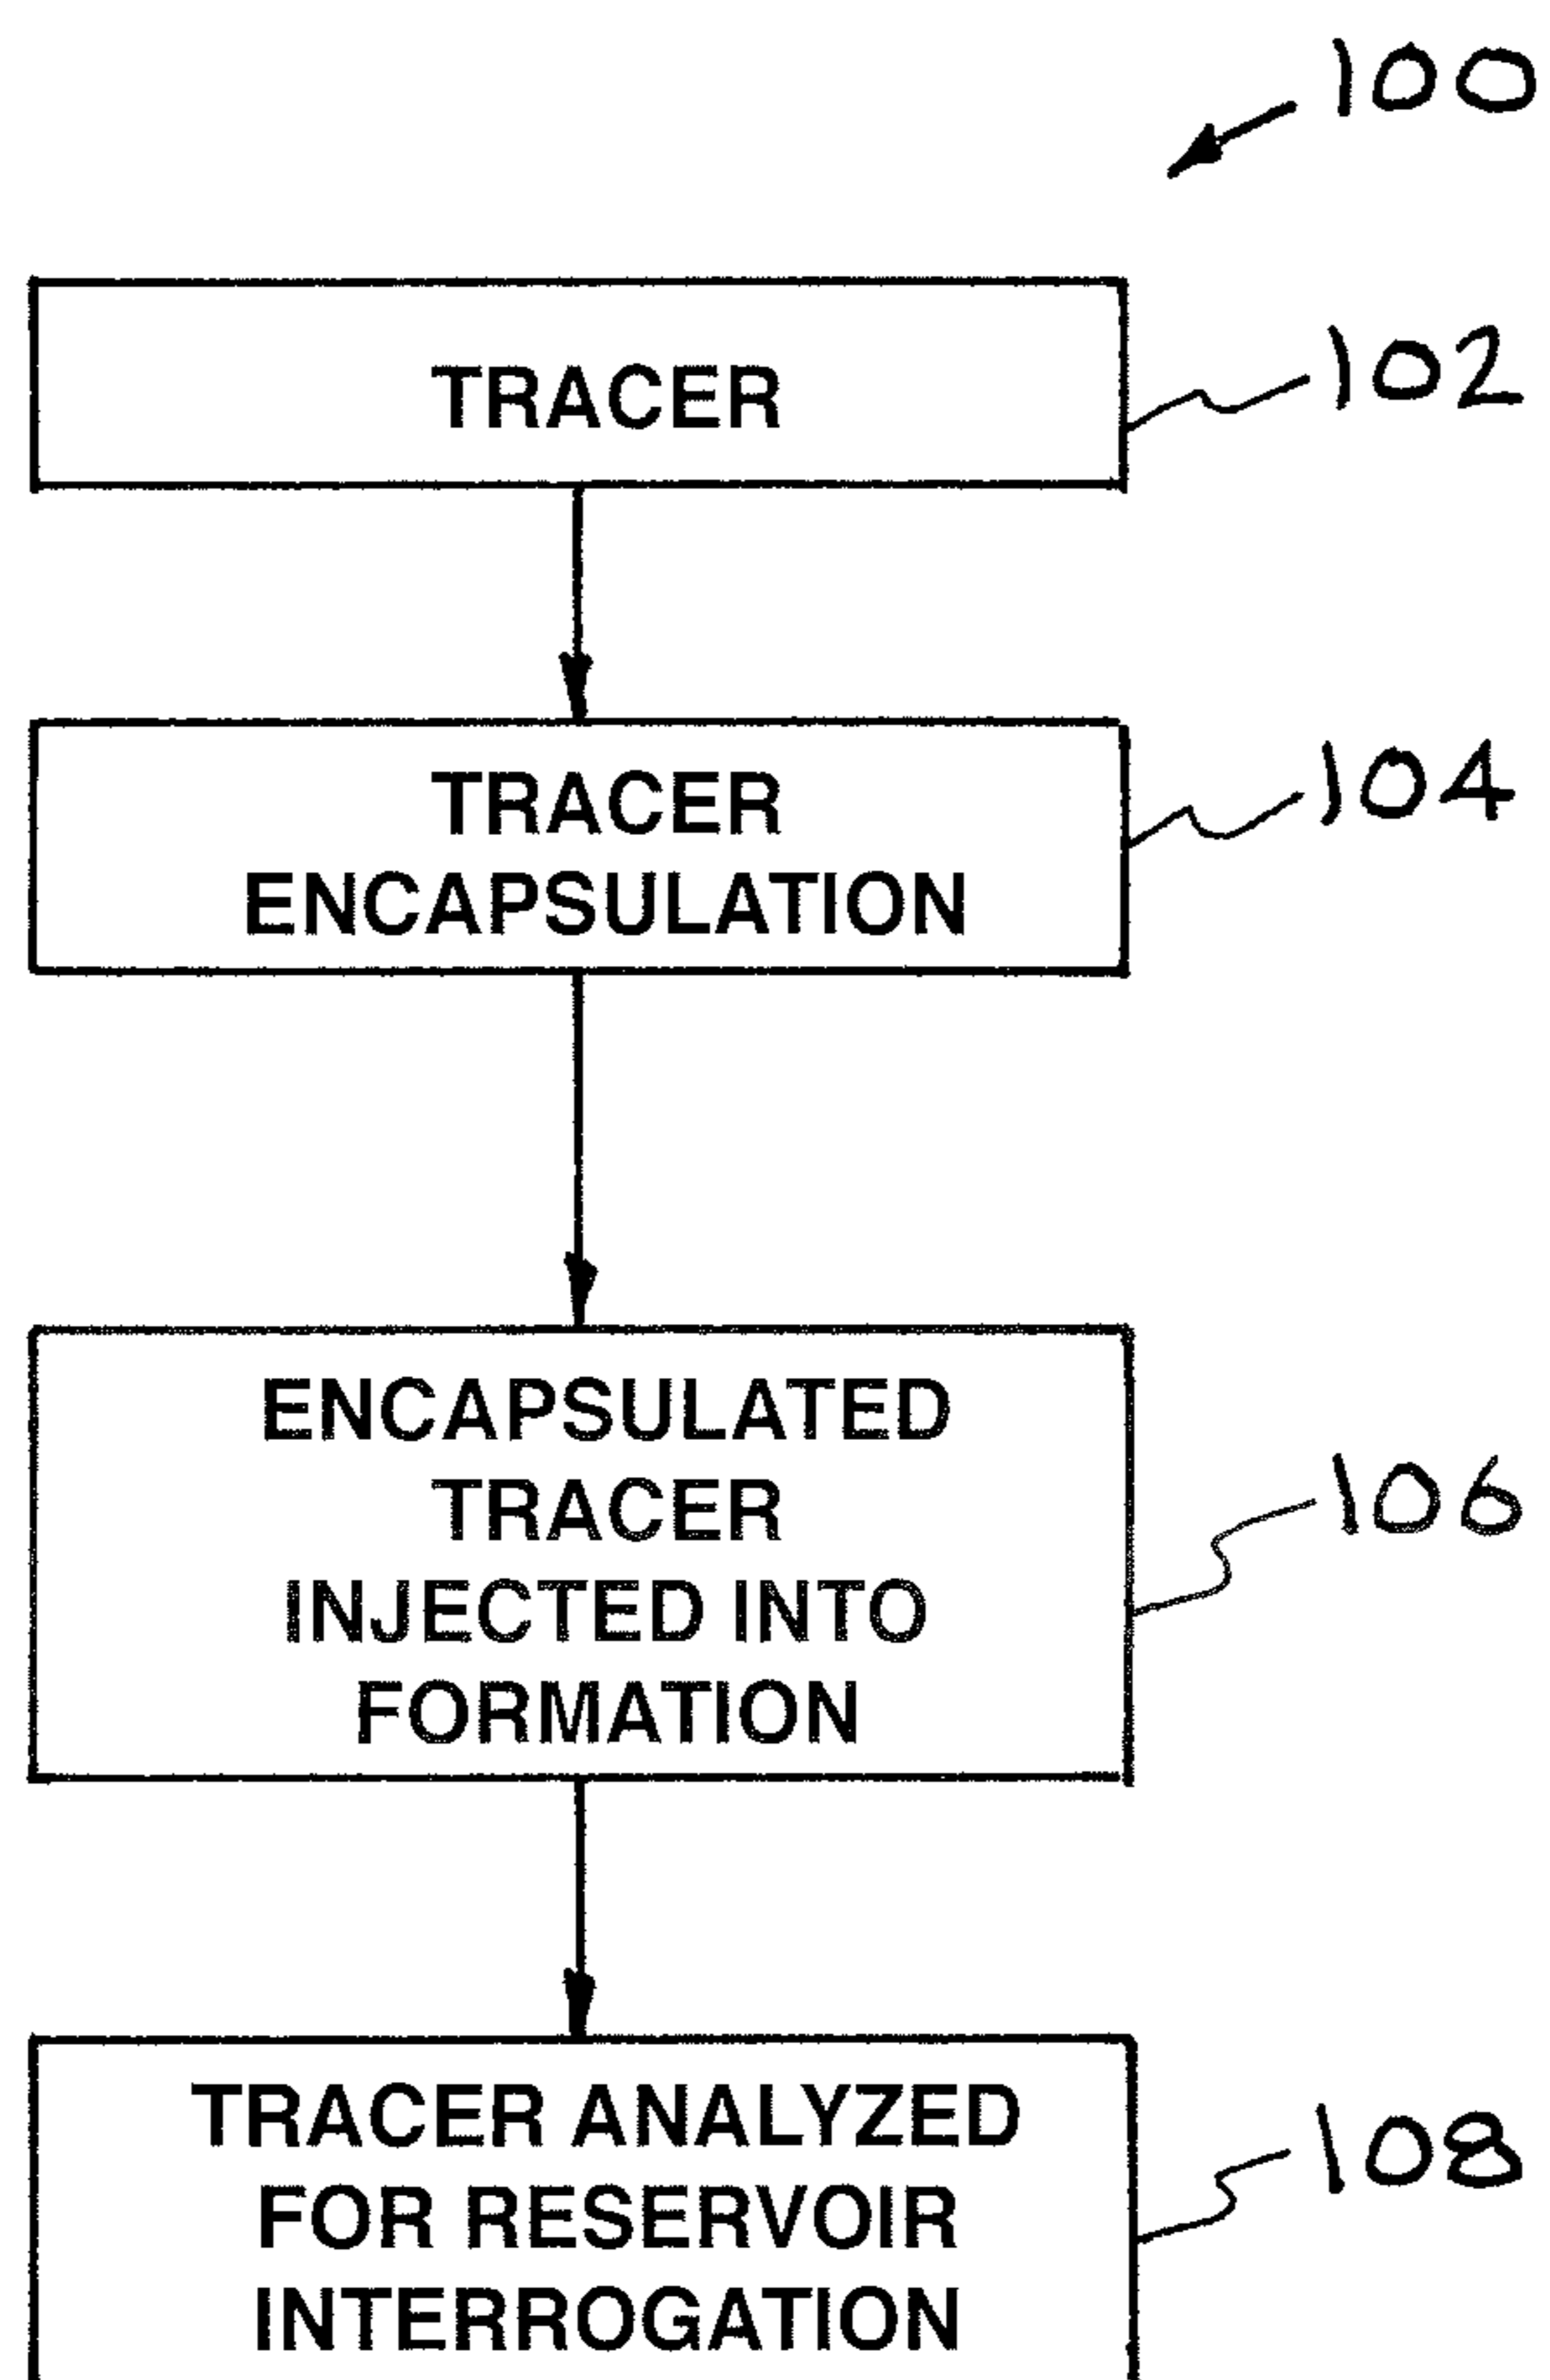 100
TRACER
102
TRACER
ENCAPSULATION
104
ENCAPSULATED
TRACER
INJECTED INTO
FORMATION
106
TRACER ANALYZED
FOR RESERVOIR
INTERROGATION
108